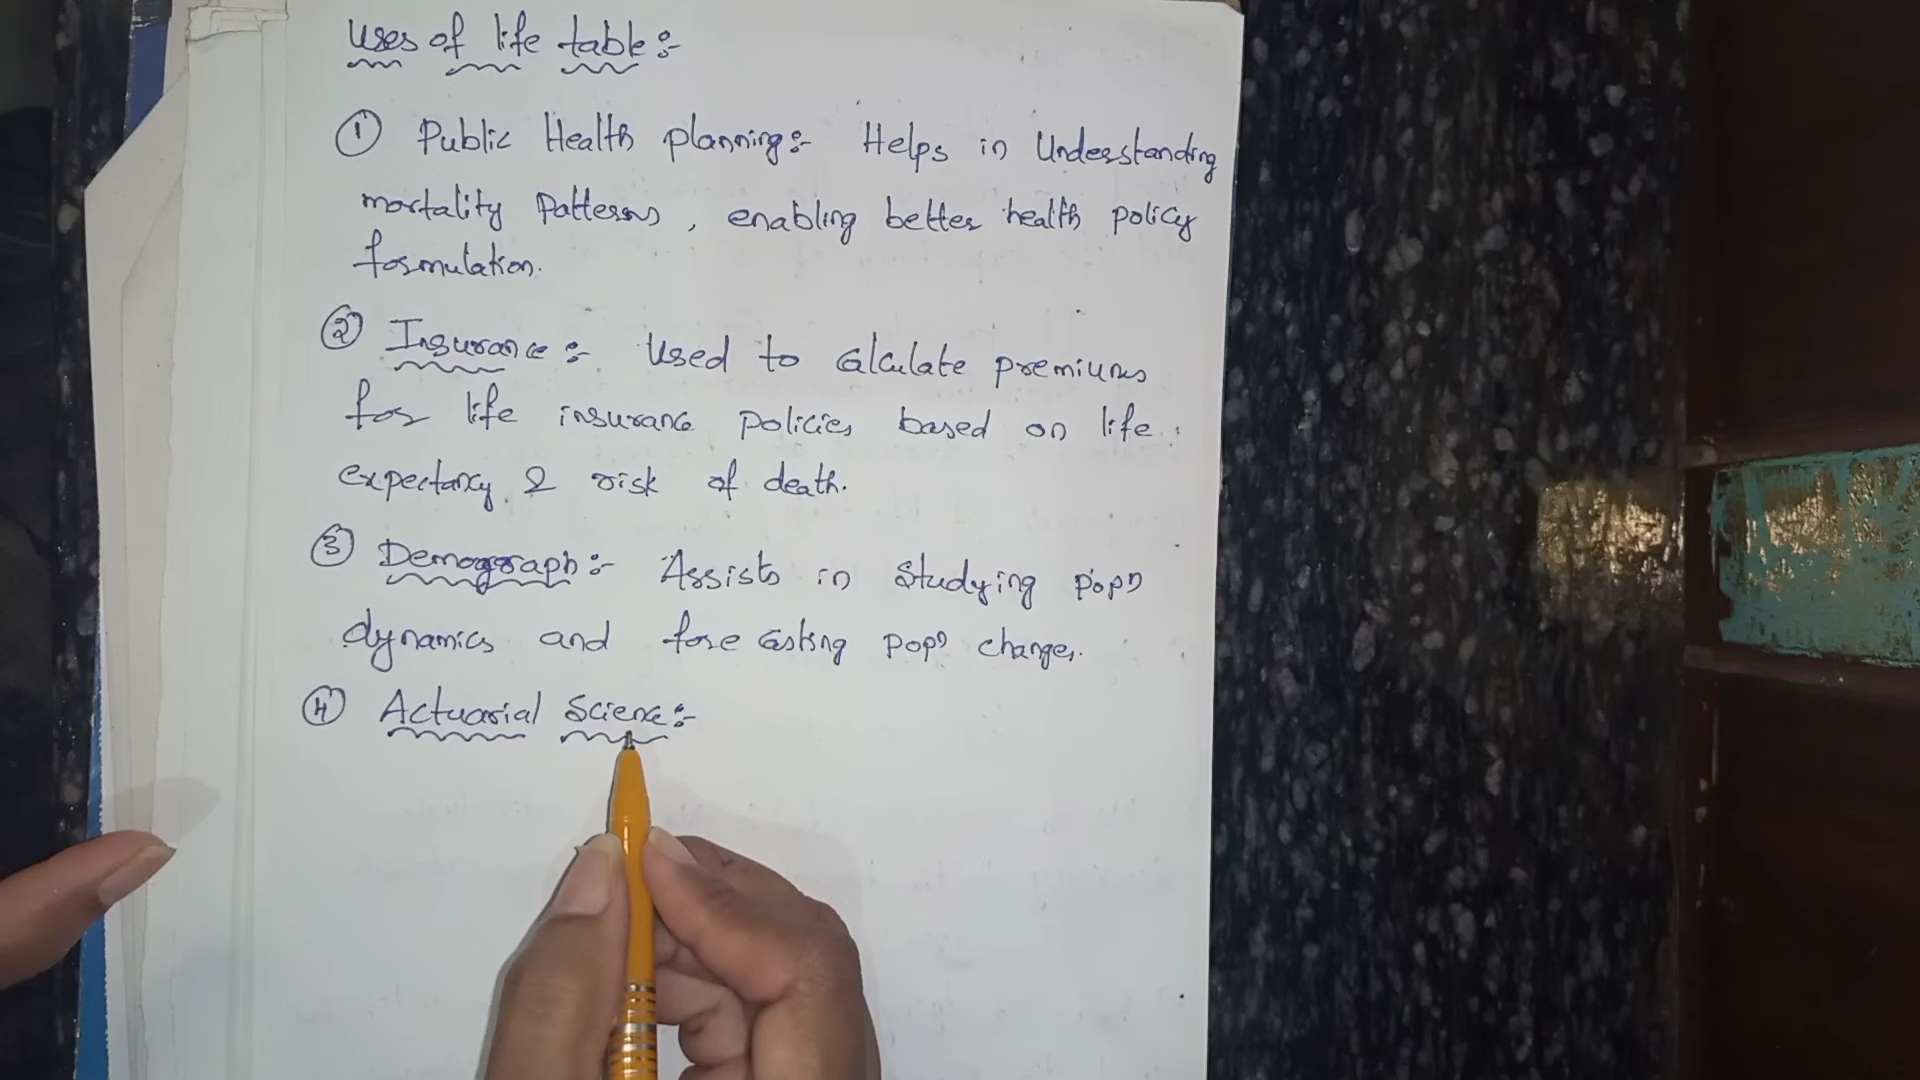 Uses of life table:-
① Public Health planning:- Helps in Understanding
mortality Patterns, enabling better health policy
formulation.
② Insurance:- Used to calculate premiums
for life insurance policies based on life
expectancy & risk of death.
③ Demograph:- Assists in Studying popn
dynamics and fore casting popn changes.
④ Actuarial Science:-